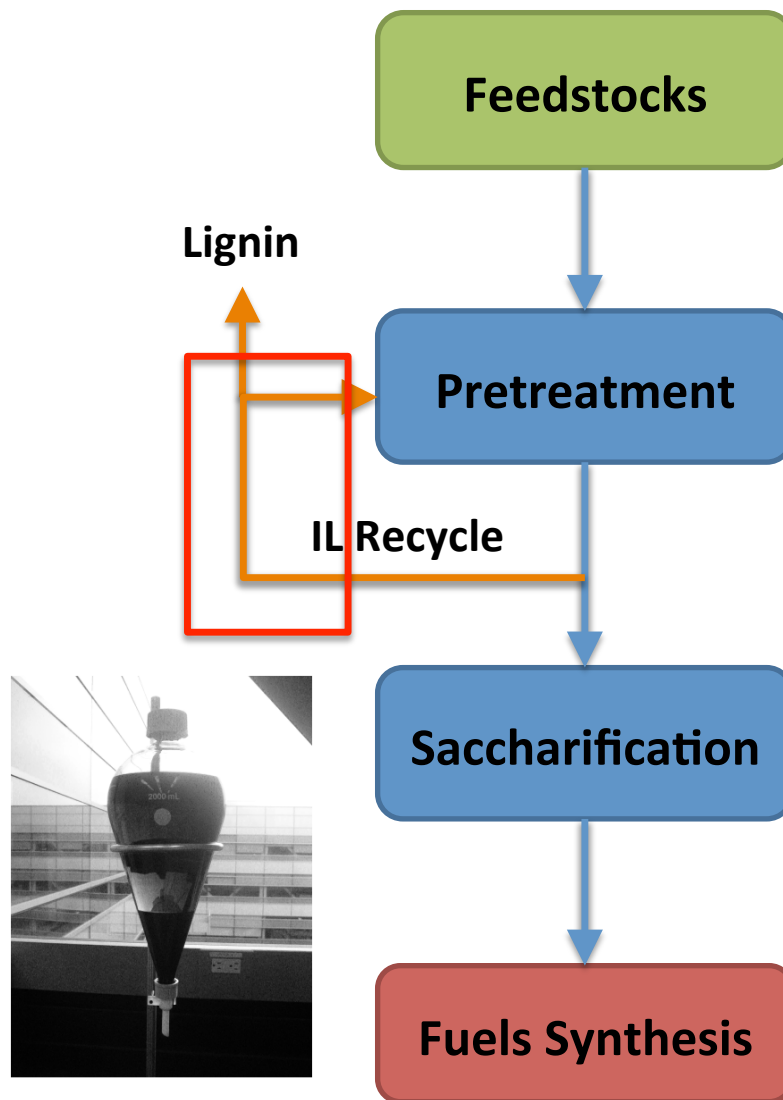 Feedstocks
Lignin
Pretreatment
IL Recycle
Saccharification
2000 mL
Fuels Synthesis